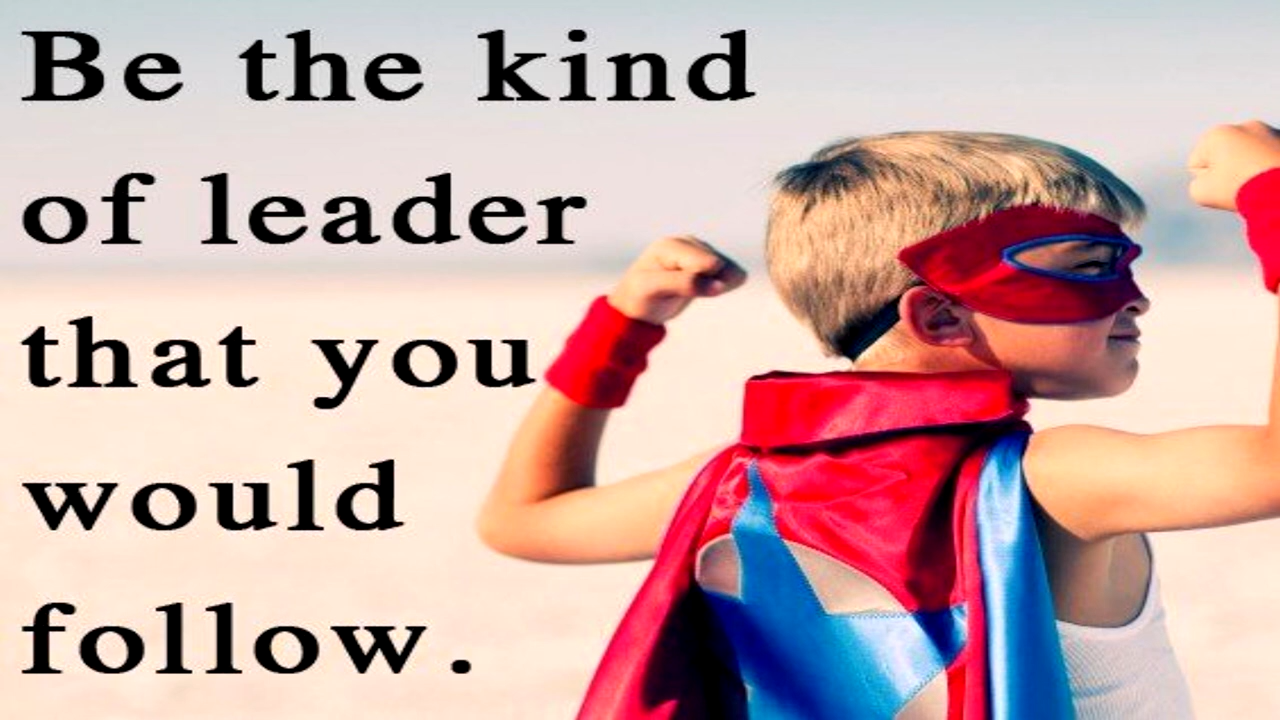 Be the kind
of leader
that you
would
follow.